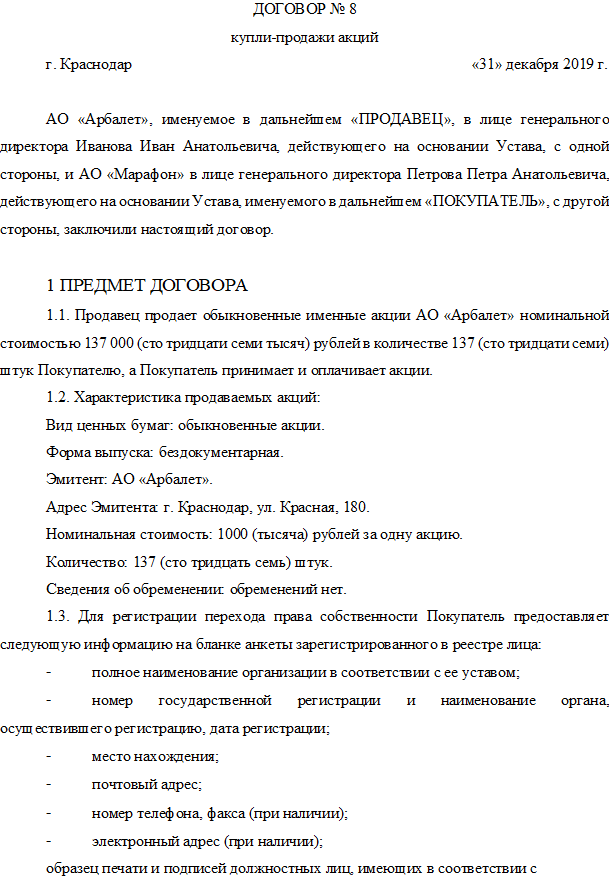 ДОГОВОР № 8
купли-продажи акций
г. Краснодар «31» декабря 2019 г.
АО «Арбалет», именуемое в дальнейшем «ПРОДАВЕЦ», в лице генерального
директора Иванова Иван Анатольевича, действующего на основании Устава, с одной
стороны, и АО «Марафон» в лице генерального директора Петрова Петра Анатольевича,
действующего на основании Устава, именуемого в дальнейшем «ПОКУПАТЕЛЬ», с другой
стороны, заключили настоящий договор.
1 ПРЕДМЕТ ДОГОВОРА
1.1. Продавец продает обыкновенные именные акции АО «Арбалет» номинальной
стоимостью 137 000 (сто тридцати семи тысяч) рублей в количестве 137 (сто тридцати семи)
штук Покупателю, а Покупатель принимает и оплачивает акции.
1.2. Характеристика продаваемых акций:
Вид ценных бумаг: обыкновенные акции.
Форма выпуска: бездокументарная.
Эмитент: АО «Арбалет».
Адрес Эмитента: г. Краснодар, ул. Красная, 180.
Номинальная стоимость: 1000 (тысяча) рублей за одну акцию.
Количество: 137 (сто тридцать семь) штук.
Сведения об обременении: обременений нет.
1.3. Для регистрации перехода права собственности Покупатель предоставляет
следующую информацию на бланке анкеты зарегистрированного в реестре лица:
- полное наименование организации в соответствии с ее уставом;
- номер государственной регистрации и наименование органа,
осуществившего регистрацию, дата регистрации;
- место нахождения;
- почтовый адрес;
- номер телефона, факса (при наличии);
- электронный адрес (при наличии);
образец печати и подписей должностных лиц, имеющих в соответствии с